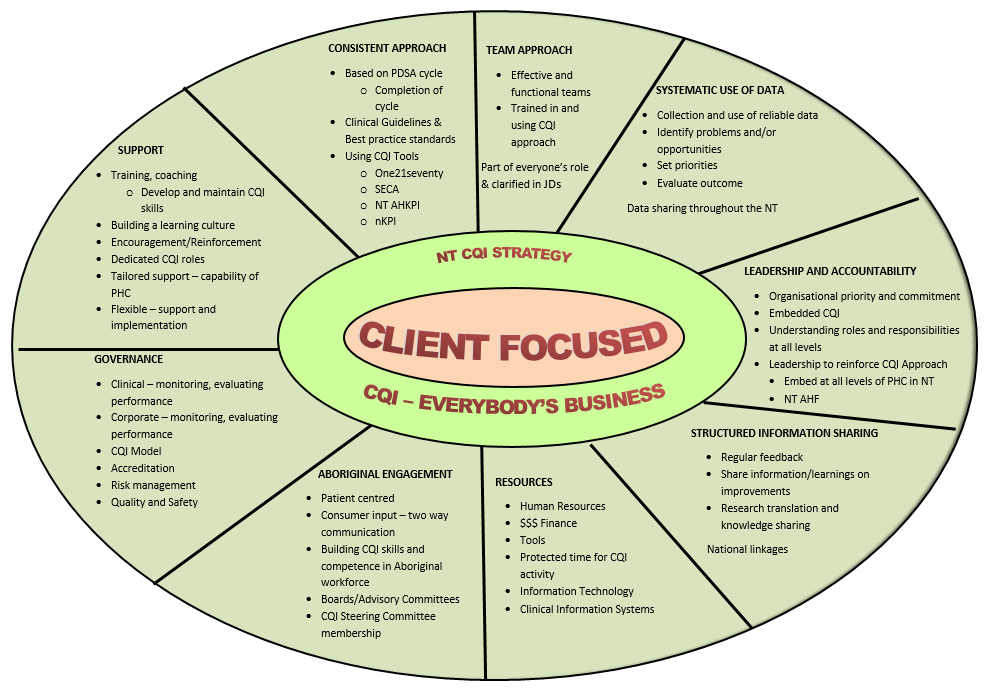 CONSISTENT APPROACH
• Based on PDSA cycle
o Completion of
cycle
• Clinical Guidelines &
Best practice standards
• Using CQI Tools
o One21seventy
o SECA
o NT AHKPI
o nKPI
TEAM APPROACH
• Effective and
functional teams
• Trained in and
using CQI
approach
Part of everyone's role
& clarified in JDs
SYSTEMATIC USE OF DATA
• Collection and use of reliable data
• Identify problems and/or
opportunities
• Set priorities
• Evaluate outcome
Data sharing throughout the NT
SUPPORT
• Training, coaching
o Develop and maintain CQI
skills
• Building a learning culture
• Encouragement/Reinforcement
• Dedicated CQI roles
• Tailored support – capability of
PHC
• Flexible – support and
implementation
NT CQI STRATEGY
CLIENT FOCUSED
CQI – EVERYBODY'S BUSINESS
LEADERSHIP AND ACCOUNTABILITY
• Organisational priority and commitment
• Embedded CQI
• Understanding roles and responsibilities
at all levels
• Leadership to reinforce CQI Approach
• Embed at all levels of PHC in NT
• NT AHF
GOVERNANCE
• Clinical – monitoring, evaluating
performance
• Corporate – monitoring, evaluating
performance
• CQI Model
• Accreditation
• Risk management
• Quality and Safety
ABORIGINAL ENGAGEMENT
• Patient centred
• Consumer input – two way
communication
• Building CQI skills and
competence in Aboriginal
workforce
• Boards/Advisory Committees
• CQI Steering Committee
membership
RESOURCES
• Human Resources
• $$$ Finance
• Tools
• Protected time for CQI
activity
• Information Technology
• Clinical Information Systems
STRUCTURED INFORMATION SHARING
• Regular feedback
• Share information/learnings on
improvements
• Research translation and
knowledge sharing
National linkages